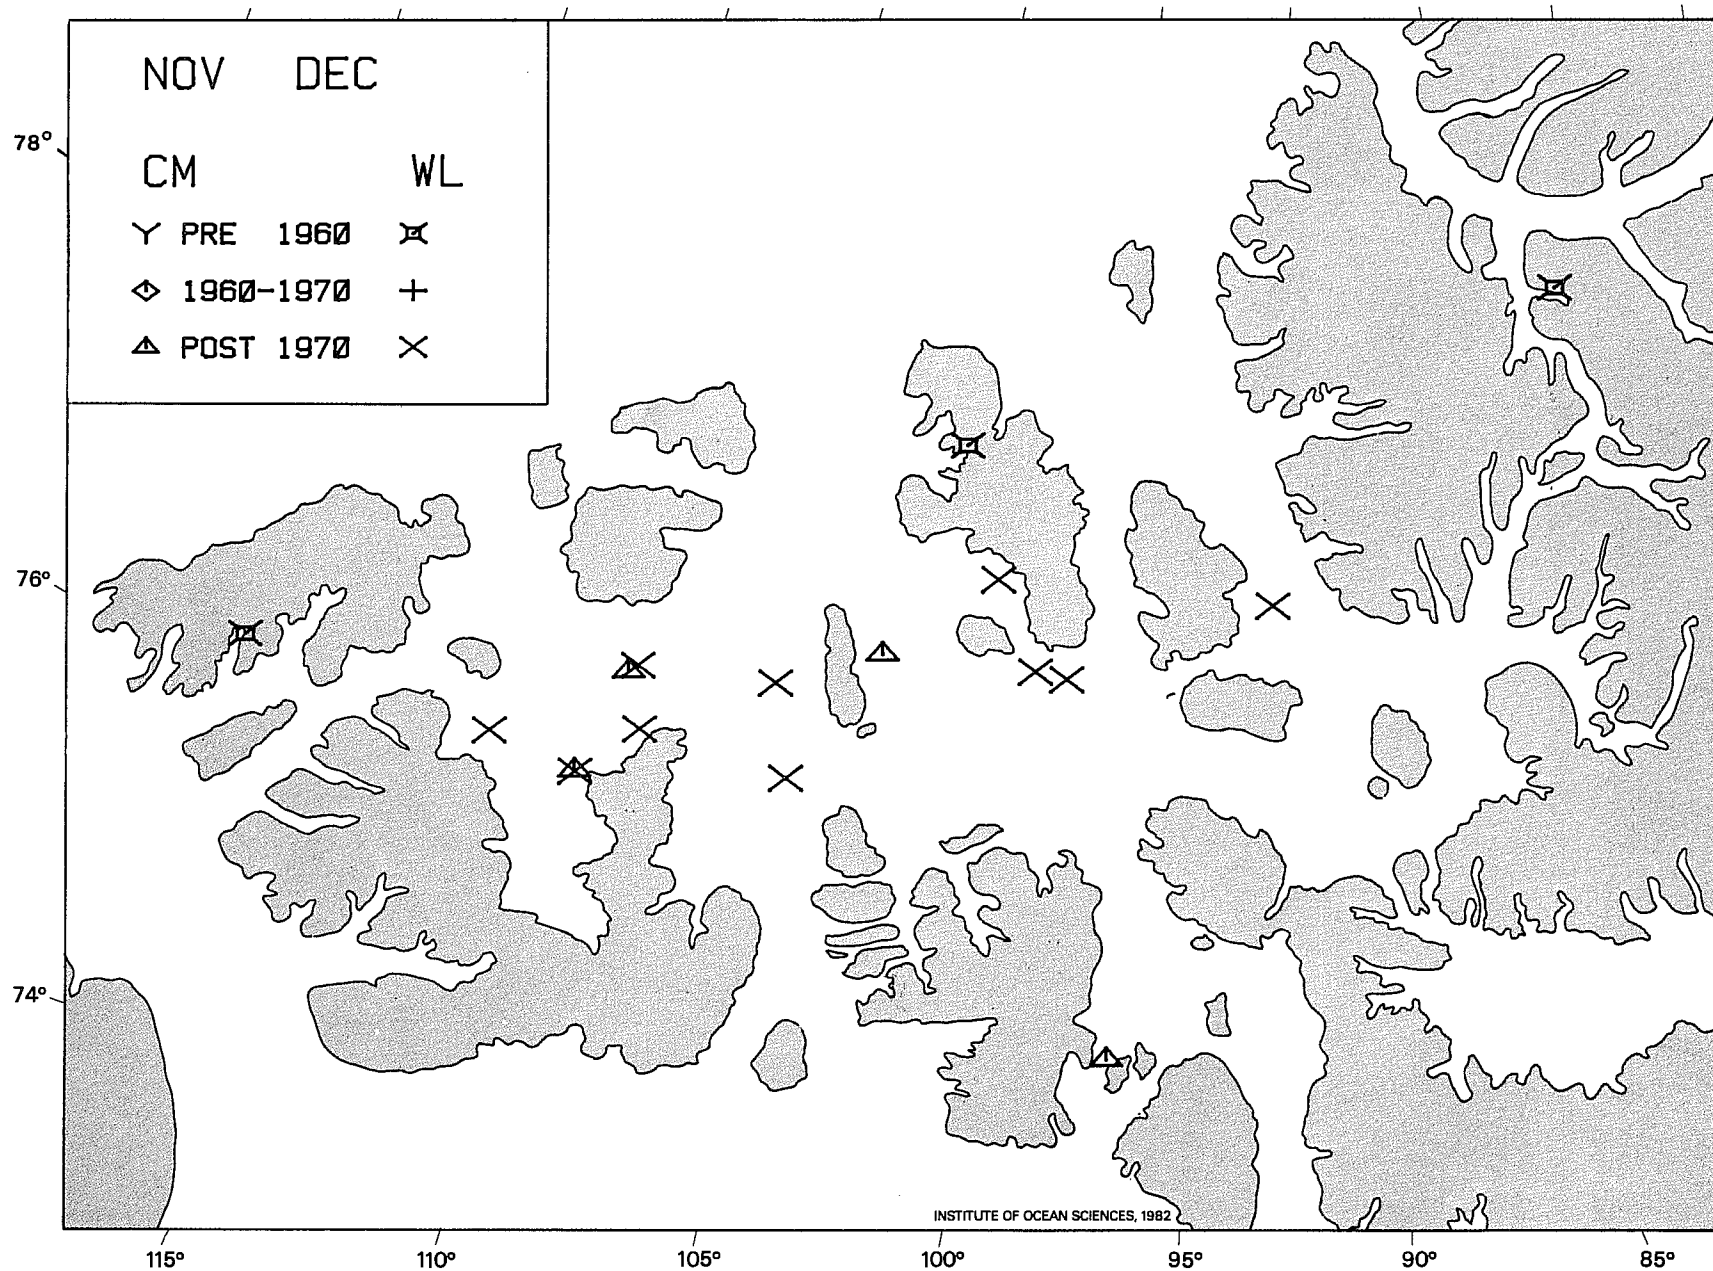 NOV DEC
78°
CM WL
PRE 1960
1960-1970
POST 1970
76°
74°
INSTITUTE OF OCEAN SCIENCES, 1982
115° 110° 105° 100° 95° 90° 85°